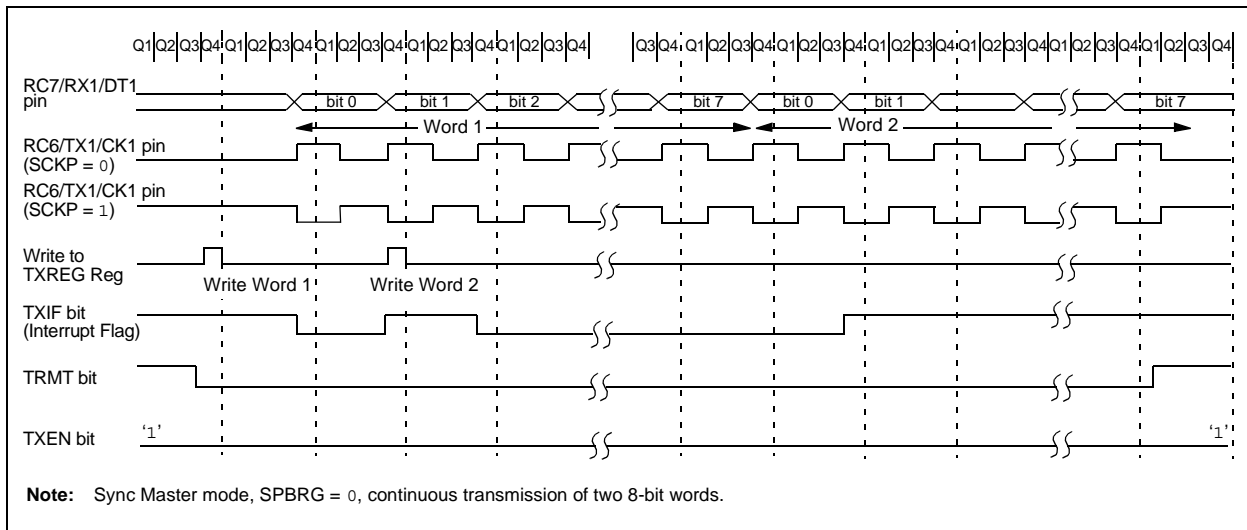 Q1 Q2 Q3 Q4 Q1 Q2 Q3 Q4 Q1 Q2 Q3 Q4 Q1 Q2 Q3 Q4 Q1 Q2 Q3 Q4 Q3 Q4 Q1 Q2 Q3 Q4 Q1 Q2 Q3 Q4 Q1 Q2 Q3 Q4 Q1 Q2 Q3 Q4 Q1 Q2 Q3 Q4 Q1 Q2 Q3 Q4
RC7/RX1/DT1
pin
bit 0 bit 1 bit 2 bit 7 bit 0 bit 1 bit 7
Word 1 Word 2
RC6/TX1/CK1 pin
(SCKP = 0)
RC6/TX1/CK1 pin
(SCKP = 1)
Write to
TXREG Reg
Write Word 1 Write Word 2
TXIF bit
(Interrupt Flag)
TRMT bit
TXEN bit
‘1’ ‘1’
Note: Sync Master mode, SPBRG = 0, continuous transmission of two 8-bit words.